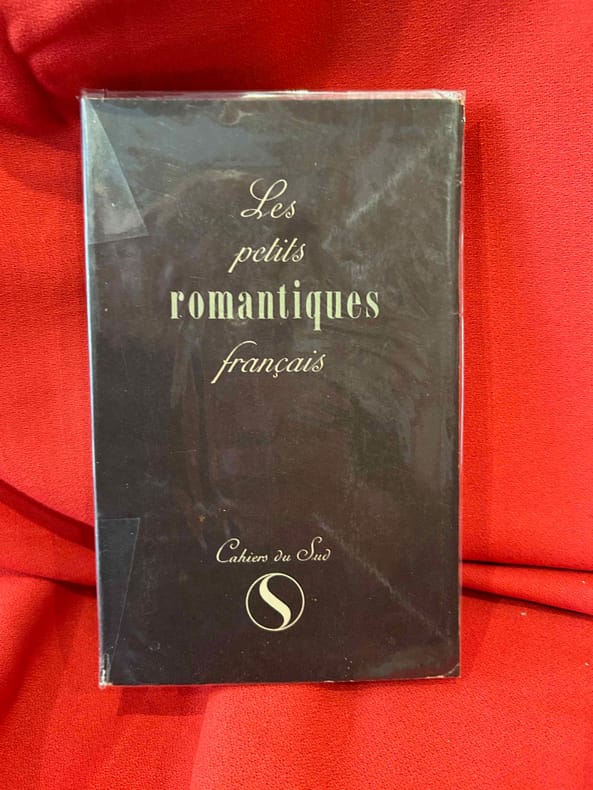 Les
petits
romantiques
français
Cahiers du Sud
S